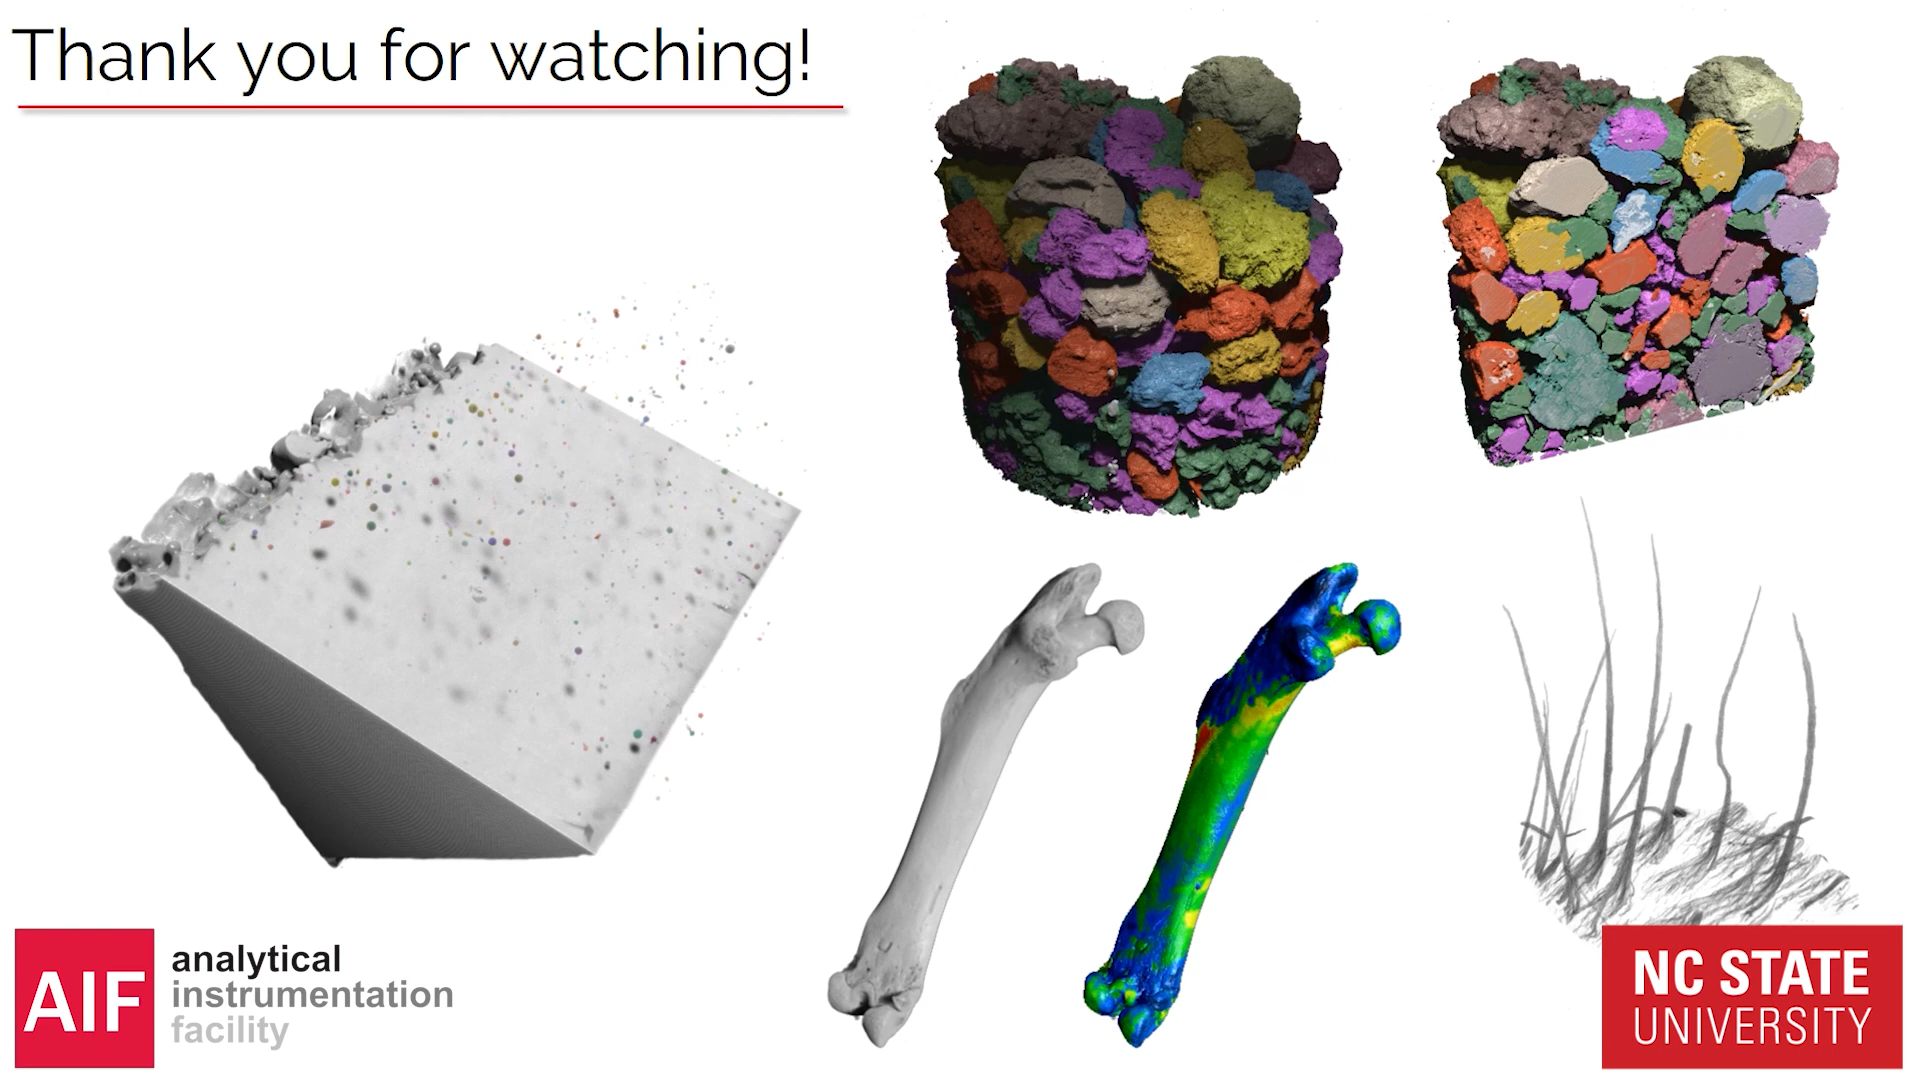 Thank you for watching!
AIF
analytical
instrumentation
facility
NC STATE
UNIVERSITY